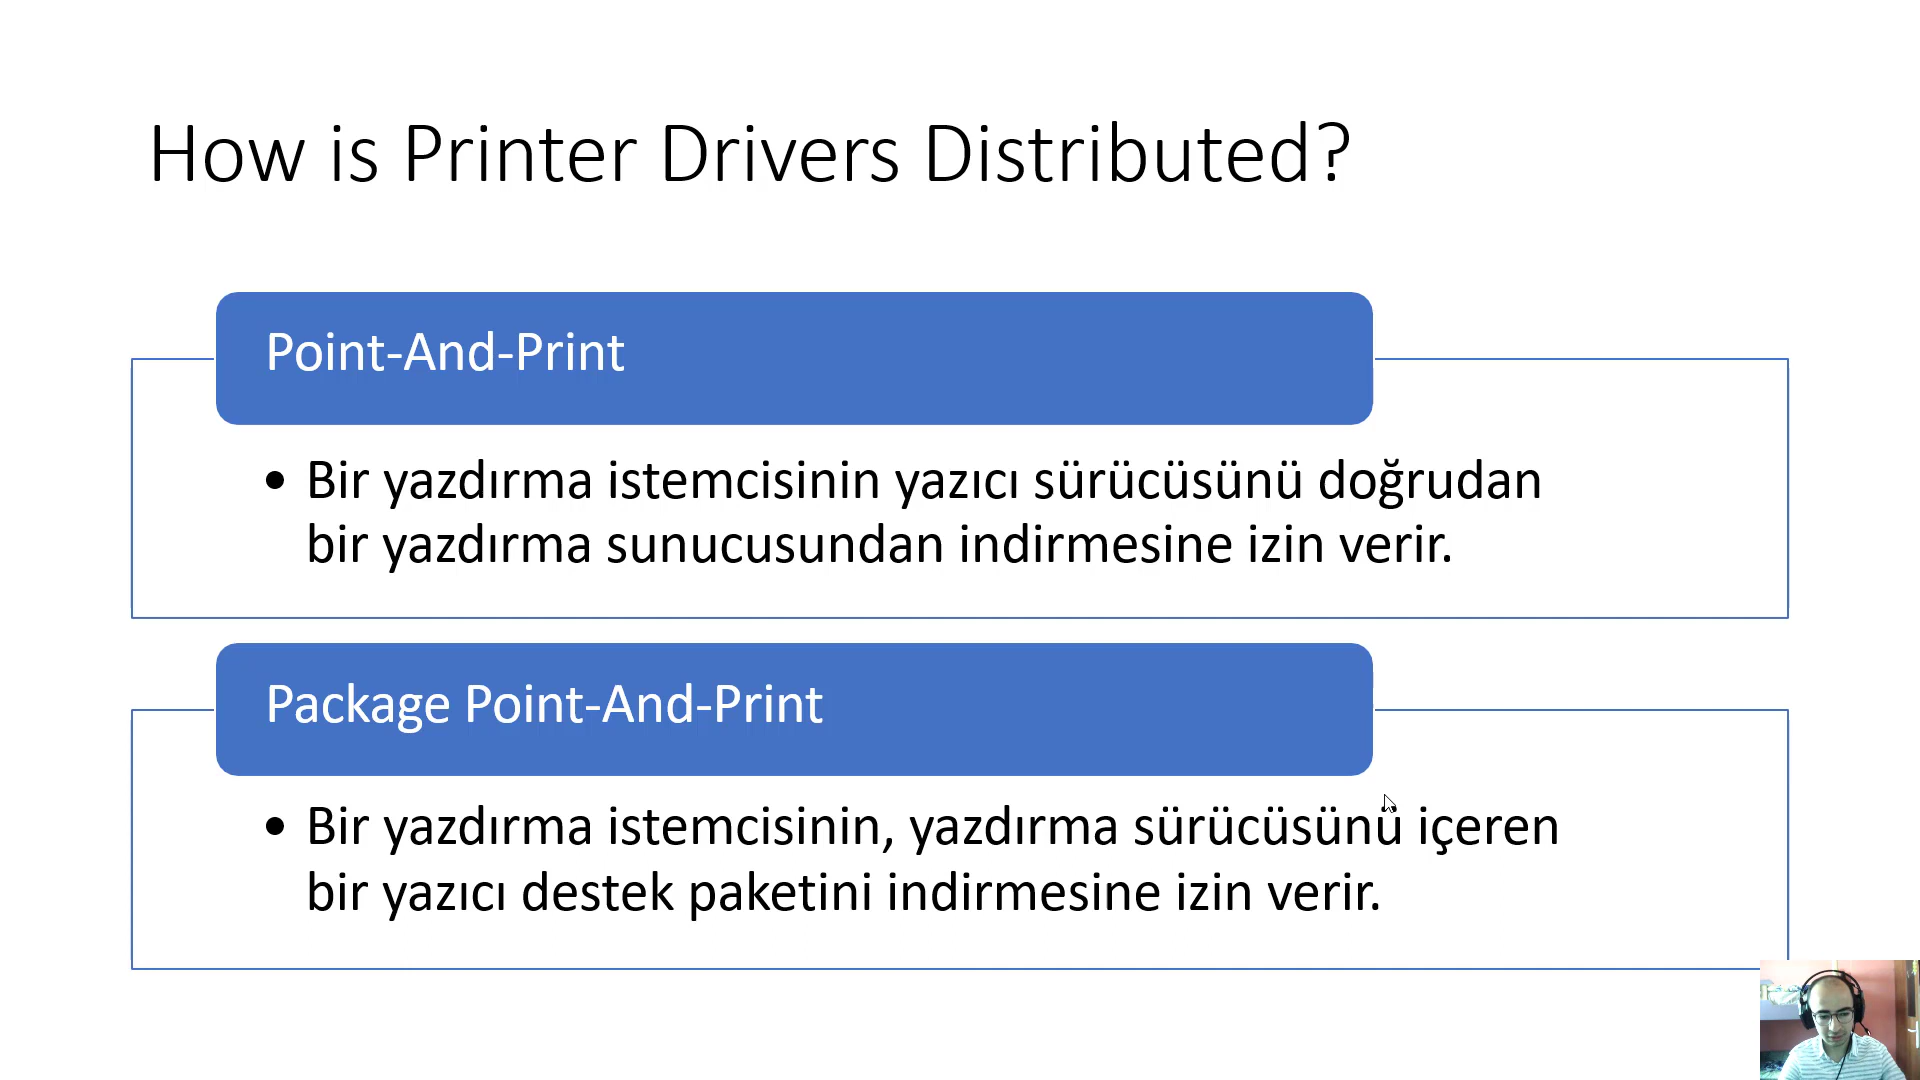 How is Printer Drivers Distributed?
Point-And-Print
• Bir yazdırma istemcisinin yazıcı sürücüsünü doğrudan
bir yazdırma sunucusundan indirmesine izin verir.
Package Point-And-Print
• Bir yazdırma istemcisinin, yazdırma sürücüsünü içeren
bir yazıcı destek paketini indirmesine izin verir.